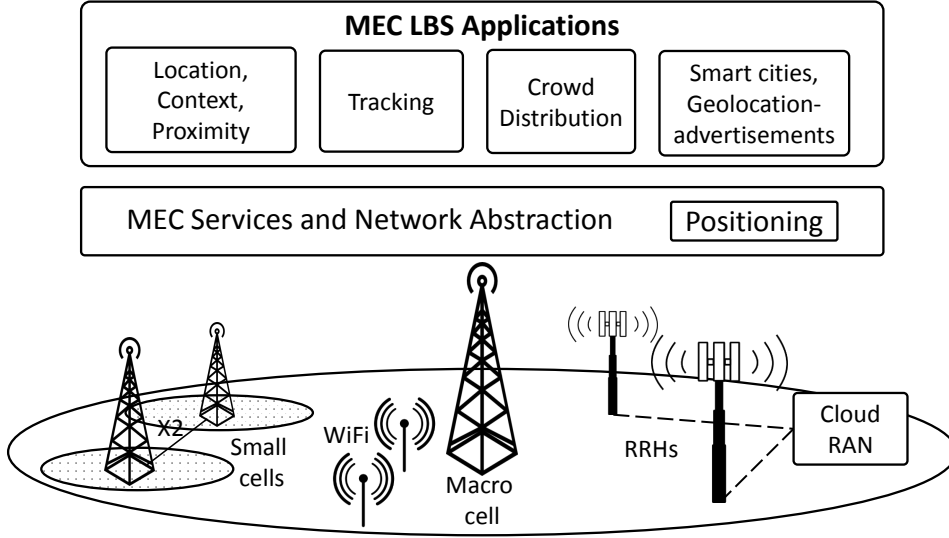 MEC LBS Applications
Location,
Context,
Proximity
Tracking
Crowd
Distribution
Smart cities,
Geolocation-
advertisements
MEC Services and Network Abstraction
Positioning
X2
Small
cells
WiFi
Macro
cell
RRHs
Cloud
RAN